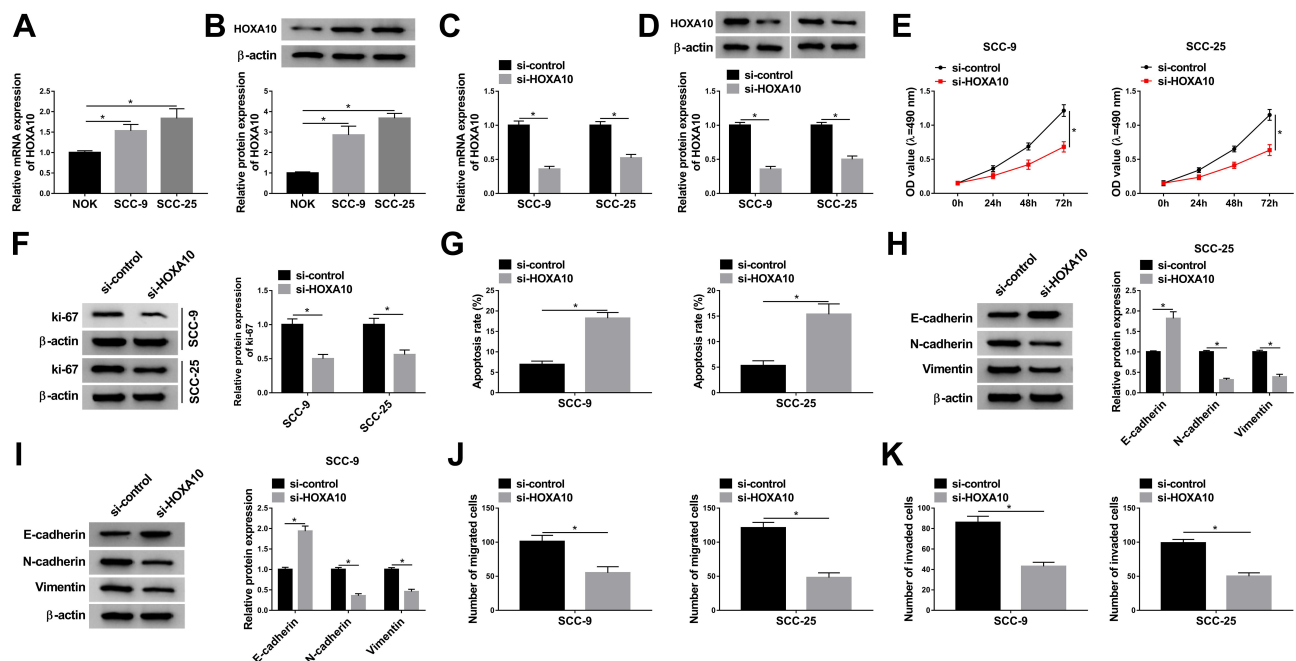 A
Relative mRNA expression
of HOXA10
2.5
2.0
1.5
1.0
0.5
0.0
*
*
NOK
SCC-9
SCC-25
B
HOXA10
β-actin
Relative protein expression
of HOXA10
5
4
3
2
1
0
*
*
NOK
SCC-9
SCC-25
C
si-control
si-HOXA10
Relative mRNA expression
of HOXA10
1.5
1.0
0.5
0.0
*
*
SCC-9
SCC-25
D
HOXA10
β-actin
si-control
si-HOXA10
Relative protein expression
of HOXA10
1.5
1.0
0.5
0.0
*
*
SCC-9
SCC-25
E
SCC-9
si-control
si-HOXA10
OD value (λ=490 nm)
1.5
1.0
0.5
0.0
*
0h
24h
48h
72h
SCC-25
si-control
si-HOXA10
OD value (λ=490 nm)
1.5
1.0
0.5
0.0
*
0h
24h
48h
72h
F
si-control
si-HOXA10
ki-67
β-actin
SCC-9
ki-67
β-actin
SCC-25
si-control
si-HOXA10
Relative protein expression
of ki-67
1.5
1.0
0.5
0.0
*
*
SCC-9
SCC-25
G
si-control
si-HOXA10
Apoptosis rate (%)
25
20
15
10
5
0
*
SCC-9
si-control
si-HOXA10
Apoptosis rate (%)
20
15
10
5
0
*
SCC-25
H
si-control
si-HOXA10
E-cadherin
N-cadherin
Vimentin
β-actin
SCC-25
si-control
si-HOXA10
Relative protein expression
2.5
2.0
1.5
1.0
0.5
0.0
*
*
*
E-cadherin
N-cadherin
Vimentin
I
si-control
si-HOXA10
E-cadherin
N-cadherin
Vimentin
β-actin
SCC-9
si-control
si-HOXA10
Relative protein expression
2.5
2.0
1.5
1.0
0.5
0.0
*
*
*
E-cadherin
N-cadherin
Vimentin
J
si-control
si-HOXA10
Number of migrated cells
150
100
50
0
*
SCC-9
si-control
si-HOXA10
Number of migrated cells
150
100
50
0
*
SCC-25
K
si-control
si-HOXA10
Number of invaded cells
100
80
60
40
20
0
*
SCC-9
si-control
si-HOXA10
Number of invaded cells
150
100
50
0
*
SCC-25